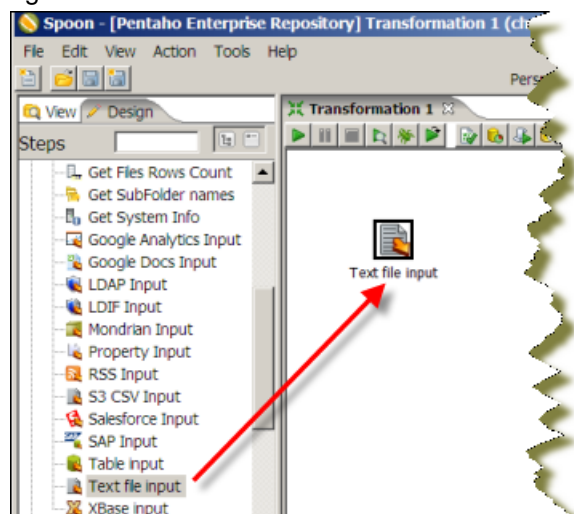 Spoon - [Pentaho Enterprise Repository] Transformation 1 (ch
File Edit View Action Tools Help
Pers
View Design
Transformation 1
Steps
Get Files Rows Count
Get SubFolder names
Get System Info
Google Analytics Input
Google Docs Input
LDAP Input
LDIF Input
Mondrian Input
Property Input
RSS Input
S3 CSV Input
Salesforce Input
SAP Input
Table input
Text file input
XBase input
Text file input